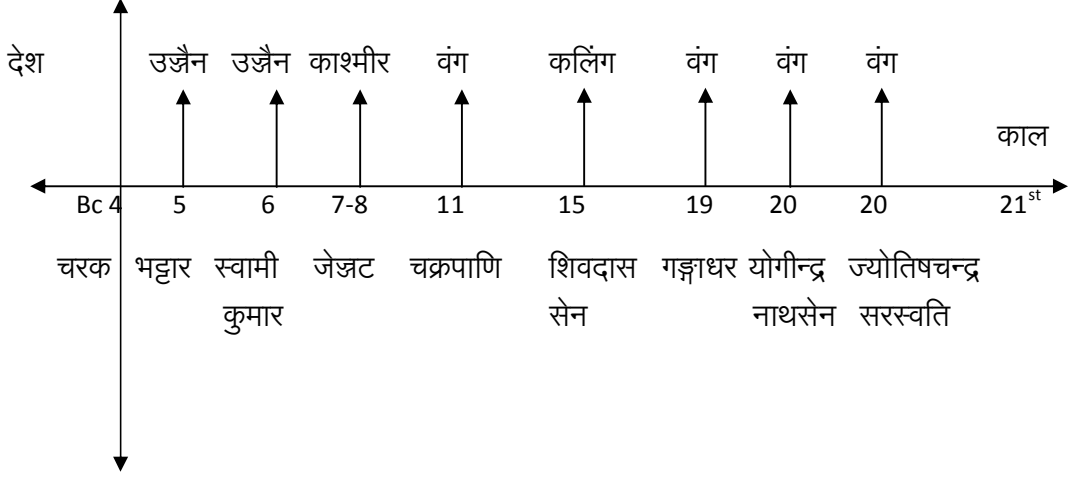 देश उज्जैन उज्जैन काश्मीर वंग कलिंग वंग वंग वंग
काल
Bc 4 5 6 7-8 11 15 19 20 20 21st
चरक भट्टार स्वामी जेज्जट चक्रपाणि शिवदास गङ्गाधर योगीन्द्र ज्योतिषचन्द्र
कुमार सेन नाथसेन सरस्वति